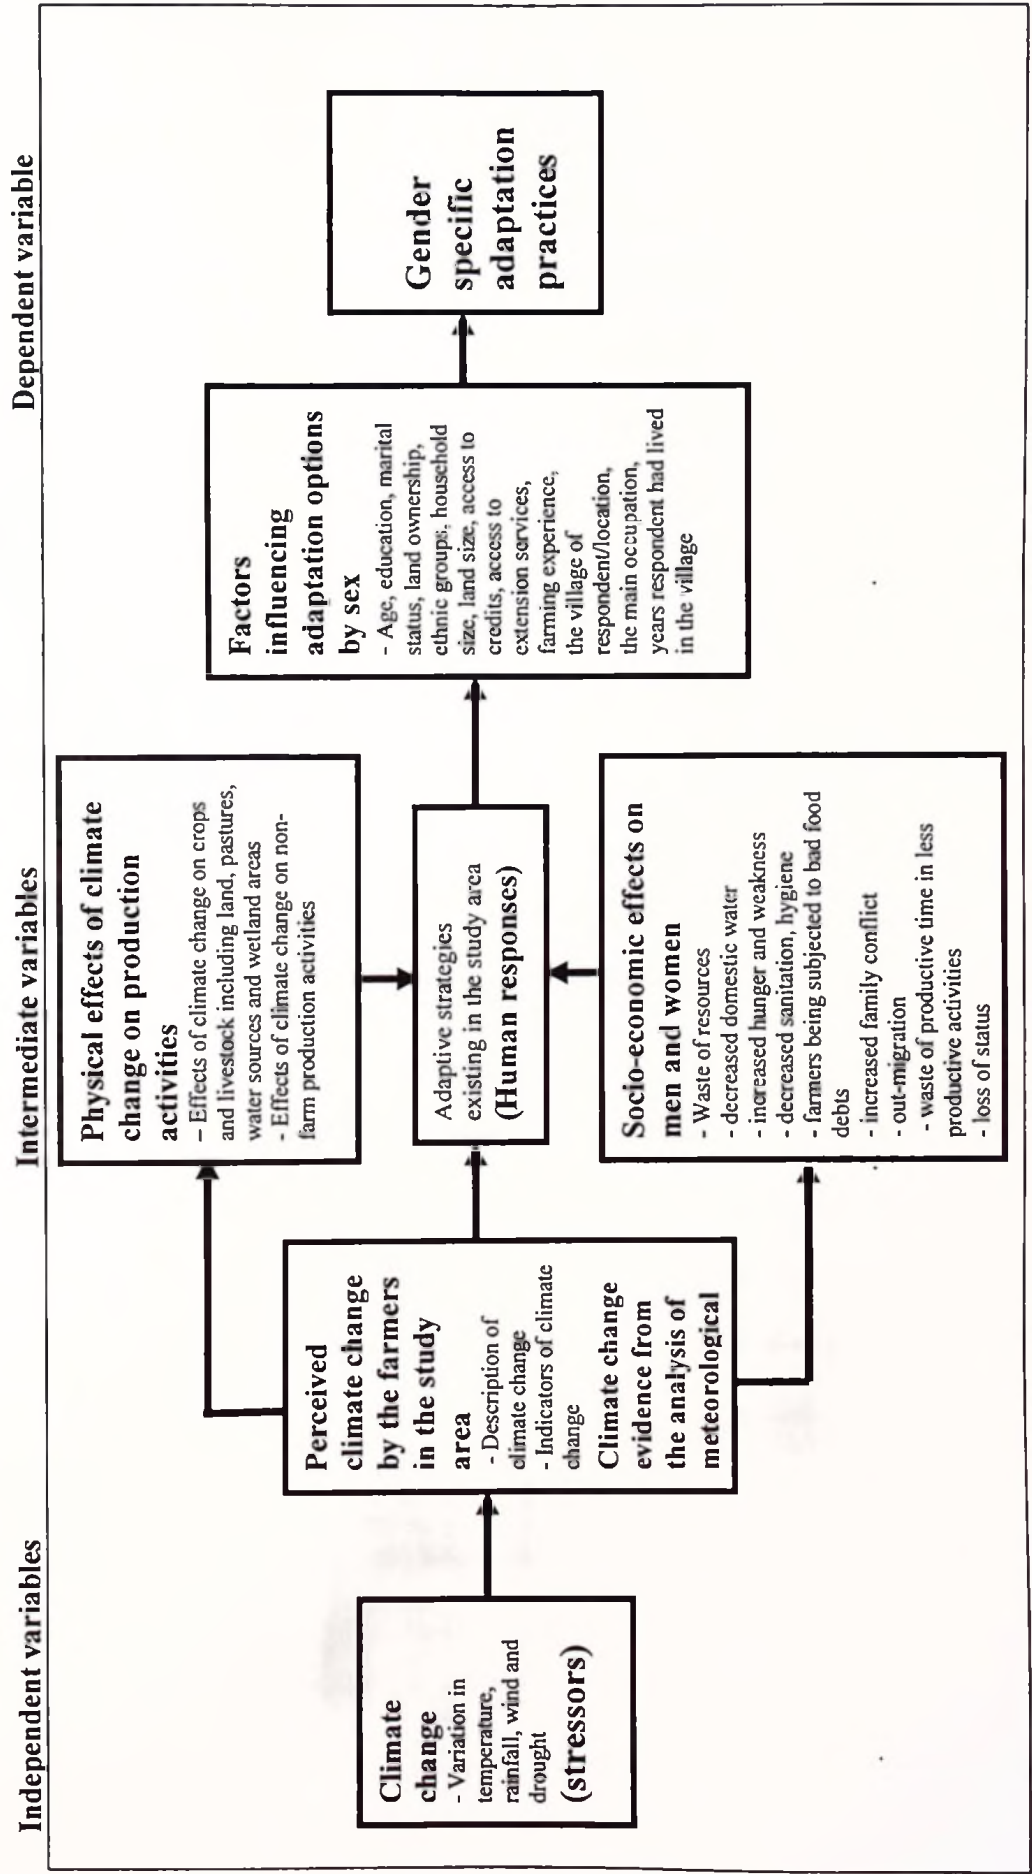 Independent variables
Intermediate variables
Dependent variable
Climate
change
- Variation in
temperature,
rainfall, wind and
drought
(stressors)
Perceived
climate change
by the farmers
in the study
area
- Description of
climate change
- Indicators of climate
change
Climate change
evidence from
the analysis of
meteorological
Physical effects of climate
change on production
activities
– Effects of climate change on crops
and livestock including land, pastures,
water sources and wetland areas
- Effects of climate change on non-
farm production activities
Adaptive strategies
existing in the study area
(Human responses)
Socio-economic effects on
men and women
- Waste of resources
- decreased domestic water
- increased hunger and weakness
- decreased sanitation, hygiene
- farmers being subjected to bad food
debts
- increased family conflict
- out-migration
- waste of productive time in less
productive activities
- loss of status
Factors
influencing
adaptation options
by sex
- Age, education, marital
status, land ownership,
ethnic groups, household
size, land size, access to
credits, access to
extension services,
farming experience,
the village of
respondent/location,
the main occupation,
years respondent had lived
in the village
Gender
specific
adaptation
practices